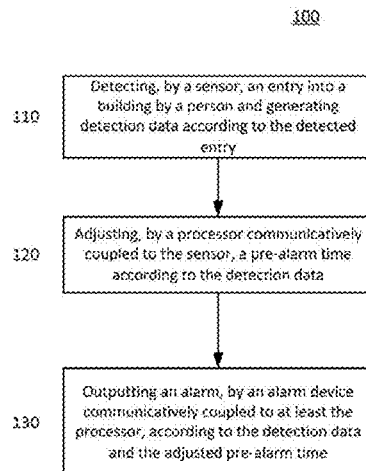 100
110
Detecting, by a sensor, an entry into a
building by a person and generating
detection data according to the detected
entry
120
Adjusting, by a processor communicatively
coupled to the sensor, a pre-alarm time
according to the detection data
130
Outputting an alarm, by an alarm device
communicatively coupled to at least the
processor, according to the detection data
and the adjusted pre-alarm time